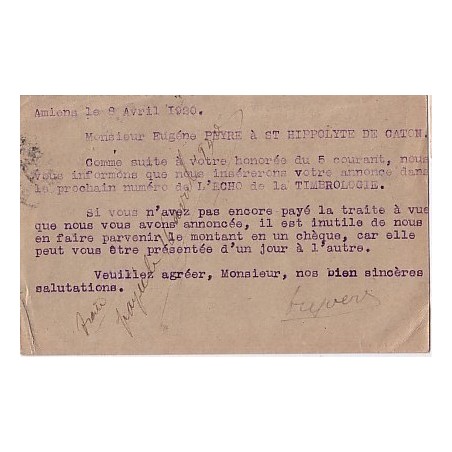 Amiens le 8 Avril 1920.
Monsieur Eugéne PEYRE à ST HIPPOLYTE DE CATON.
Comme suite à votre honorée du 5 courant, nous
vous informons que nous insérerons votre annonce dans
le prochain numéro de L'ECHO de la TIMBROLOGIE.
Si vous n'avez pas encore payé la traite à vue
que nous vous avons annoncée, il est inutile de nous
en faire parvenir le montant en un chèque, car elle
peut vous être présentée d'un jour à l'autre.
Veuillez agréer, Monsieur, nos bien sincères
salutations.